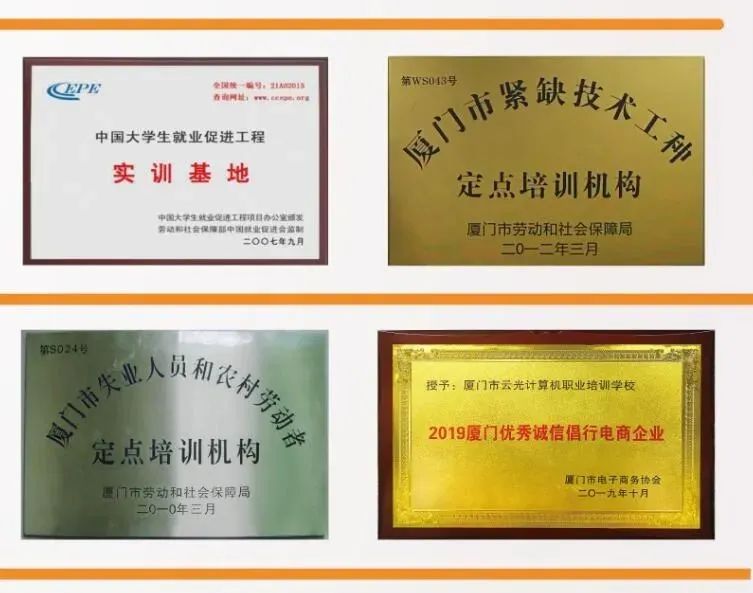 CEPE
全国统一编号：21A02015
查询网址：www.ccepe.org
中国大学生就业促进工程
实训基地
中国大学生就业促进工程项目办公室颁发
劳动和社会保障部中国就业促进会监制
二〇〇七年九月
第WS043号
厦门市紧缺技术工种
定点培训机构
厦门市劳动和社会保障局
二〇一二年三月
第S024号
厦门市失业人员和农村劳动者
定点培训机构
厦门市劳动和社会保障局
二〇一〇年三月
授予：厦门市云光计算机职业培训学校
2019厦门优秀诚信倡行电商企业
厦门市电子商务协会
二〇一九年十月